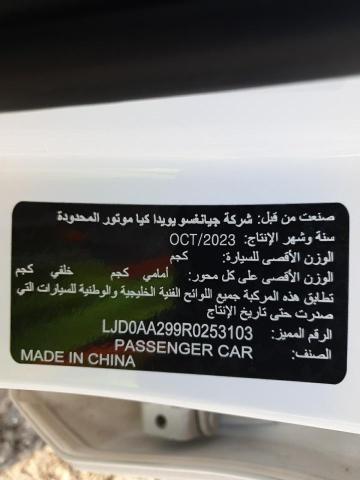 صنعت من قبل: شركة جيانغسو يويدا كيا موتور المحدودة
سنة وشهر الإنتاج: OCT/2023
الوزن الأقصى للسيارة: كجم
الوزن الأقصى على كل محور: أمامي كجم خلفي كجم
تطابق هذه المركبة جميع اللوائح الفنية الخليجية والوطنية للسيارات التي
صدرت حتى تاريخ الإنتاج
الرقم المميز: LJD0AA299R0253103
الصنف: PASSENGER CAR
MADE IN CHINA